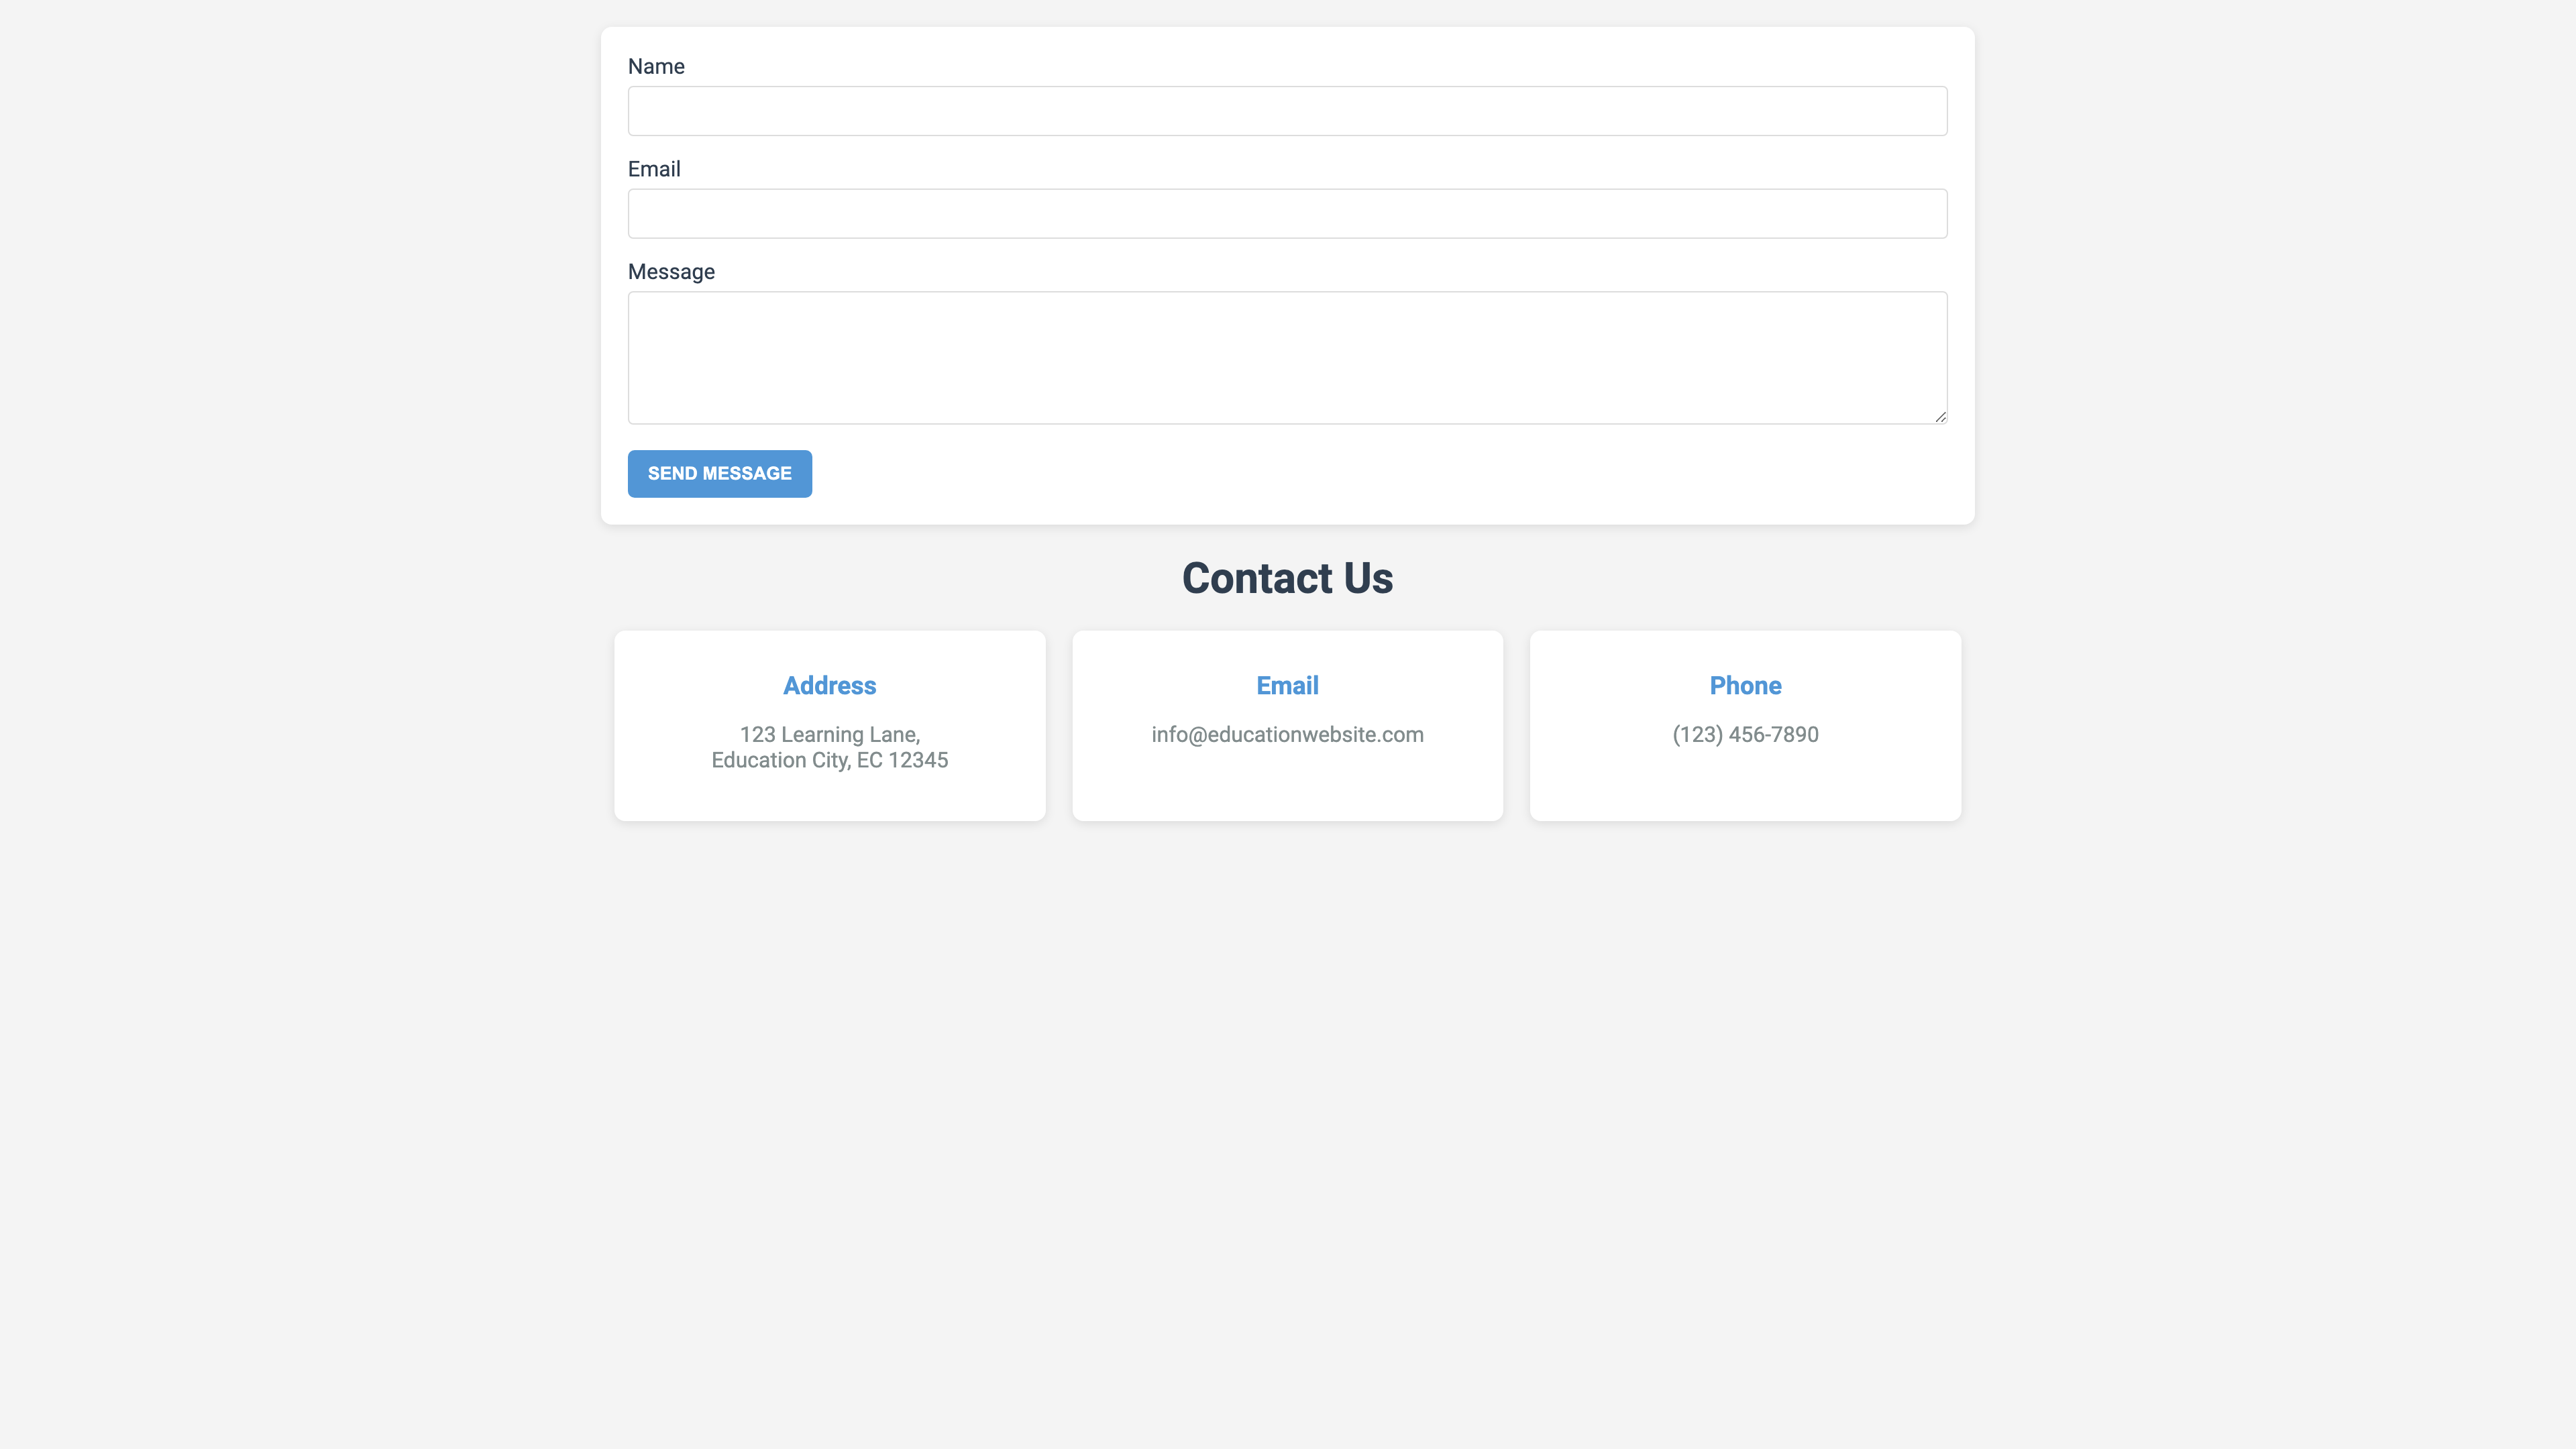 Name
Email
Message
SEND MESSAGE
Contact Us
Address
123 Learning Lane,
Education City, EC 12345
Email
info@educationwebsite.com
Phone
(123) 456-7890